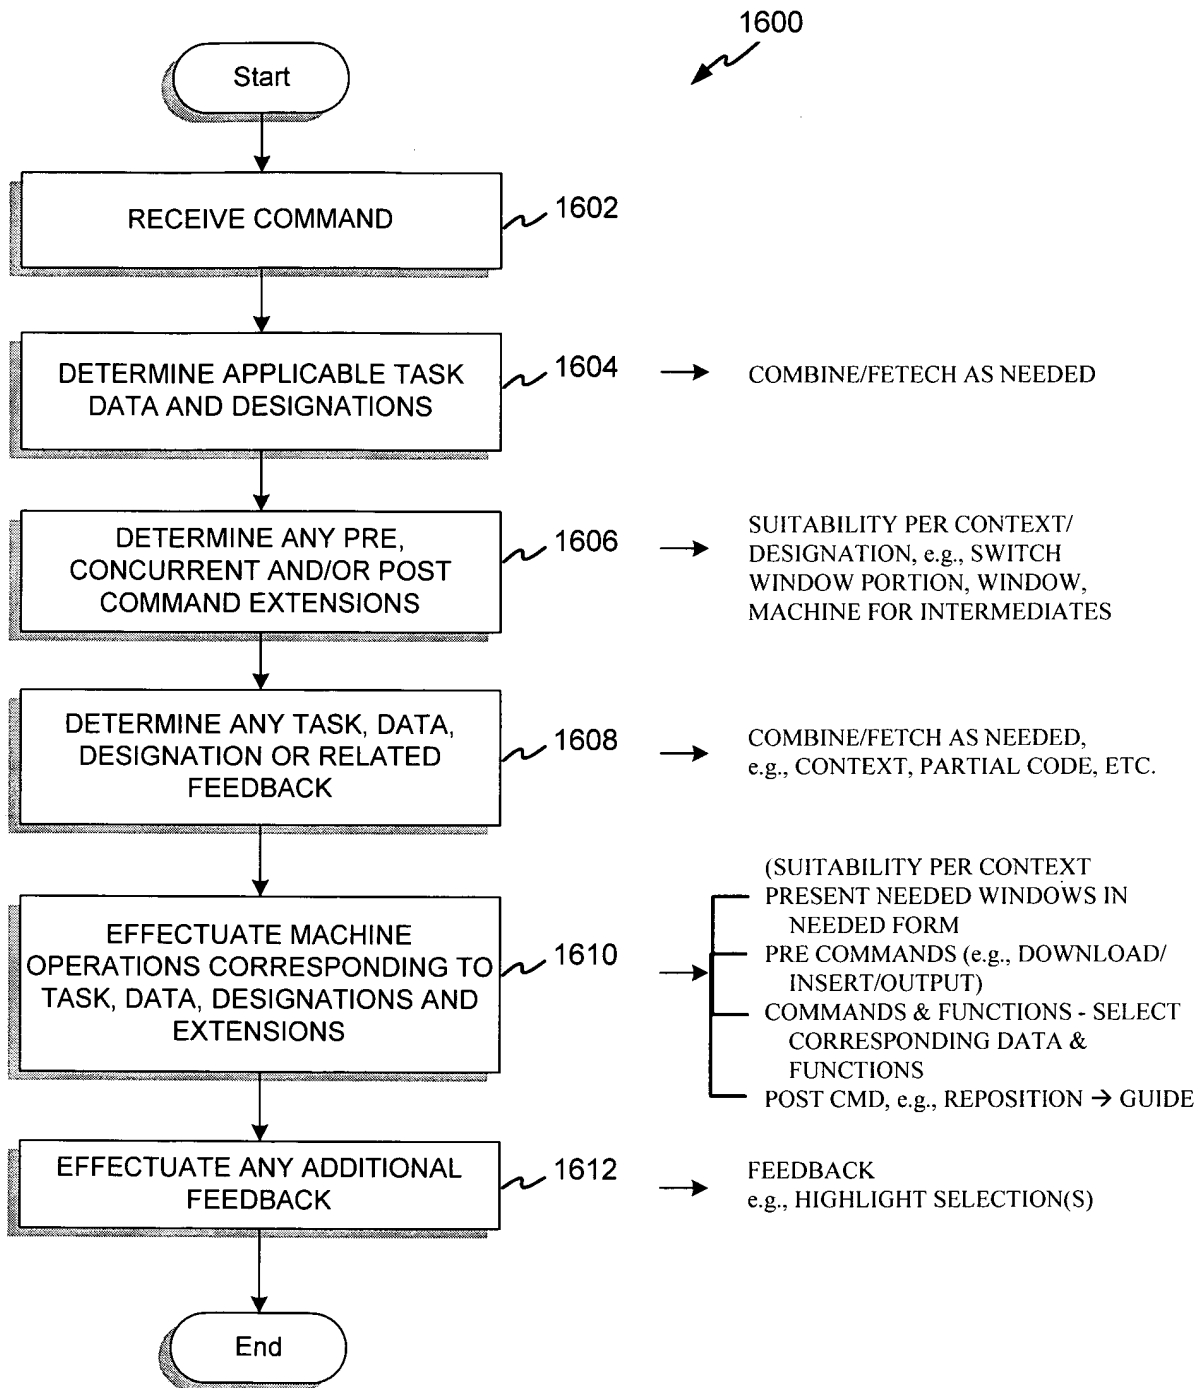 1600
Start
RECEIVE COMMAND
1602
DETERMINE APPLICABLE TASK
DATA AND DESIGNATIONS
1604
COMBINE/FETECH AS NEEDED
DETERMINE ANY PRE,
CONCURRENT AND/OR POST
COMMAND EXTENSIONS
1606
SUITABILITY PER CONTEXT/
DESIGNATION, e.g., SWITCH
WINDOW PORTION, WINDOW,
MACHINE FOR INTERMEDIATES
DETERMINE ANY TASK, DATA,
DESIGNATION OR RELATED
FEEDBACK
1608
COMBINE/FETCH AS NEEDED,
e.g., CONTEXT, PARTIAL CODE, ETC.
EFFECTUATE MACHINE
OPERATIONS CORRESPONDING TO
TASK, DATA, DESIGNATIONS AND
EXTENSIONS
1610
(SUITABILITY PER CONTEXT
PRESENT NEEDED WINDOWS IN
NEEDED FORM
PRE COMMANDS (e.g., DOWNLOAD/
INSERT/OUTPUT)
COMMANDS & FUNCTIONS - SELECT
CORRESPONDING DATA &
FUNCTIONS
POST CMD, e.g., REPOSITION → GUIDE
EFFECTUATE ANY ADDITIONAL
FEEDBACK
1612
FEEDBACK
e.g., HIGHLIGHT SELECTION(S)
End